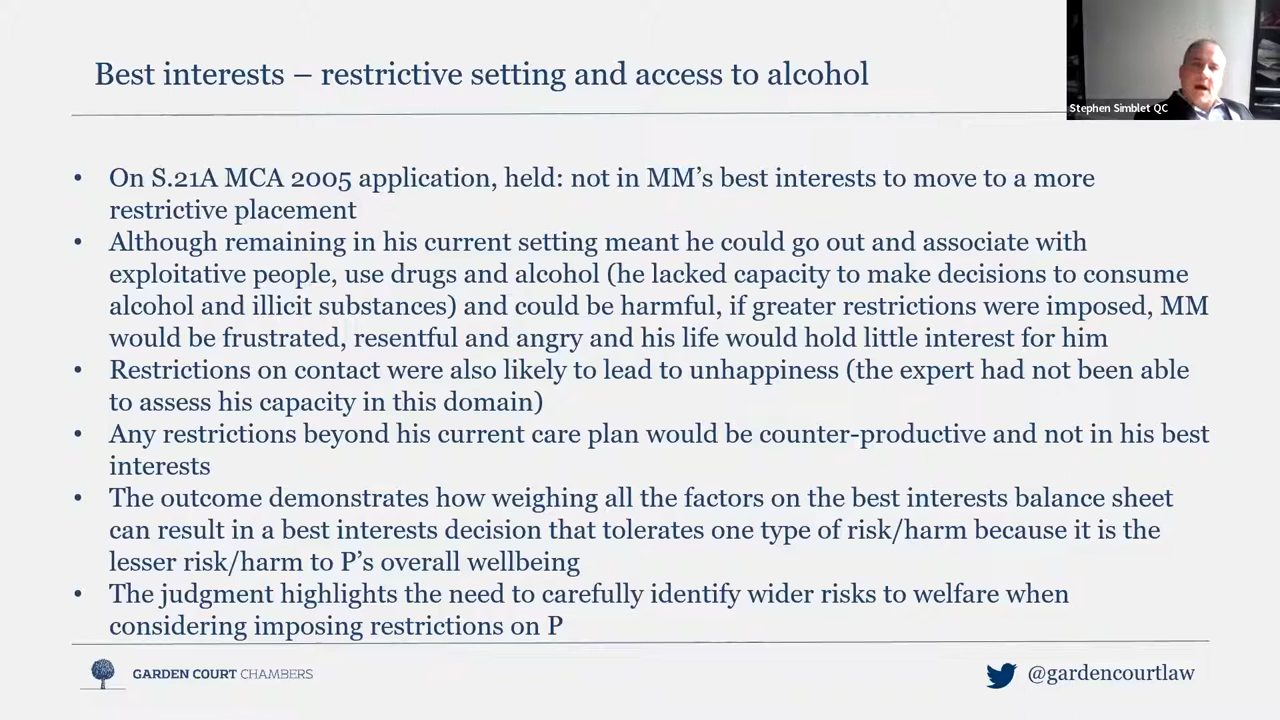 Best interests – restrictive setting and access to alcohol
Stephen Simblet QC
• On S.21A MCA 2005 application, held: not in MM's best interests to move to a more
restrictive placement
• Although remaining in his current setting meant he could go out and associate with
exploitative people, use drugs and alcohol (he lacked capacity to make decisions to consume
alcohol and illicit substances) and could be harmful, if greater restrictions were imposed, MM
would be frustrated, resentful and angry and his life would hold little interest for him
• Restrictions on contact were also likely to lead to unhappiness (the expert had not been able
to assess his capacity in this domain)
• Any restrictions beyond his current care plan would be counter-productive and not in his best
interests
• The outcome demonstrates how weighing all the factors on the best interests balance sheet
can result in a best interests decision that tolerates one type of risk/harm because it is the
lesser risk/harm to P's overall wellbeing
• The judgment highlights the need to carefully identify wider risks to welfare when
considering imposing restrictions on P
GARDEN COURT CHAMBERS
@gardencourtlaw